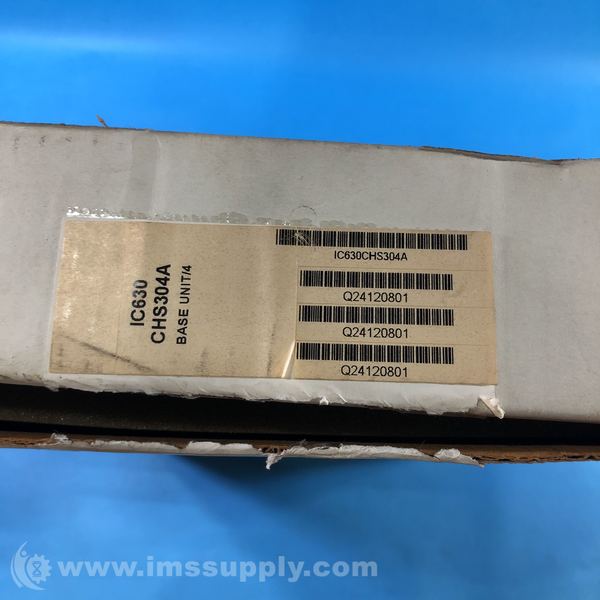 IC630
CHS304A
BASE UNIT/4
IC630CHS304A
Q24120801
Q24120801
Q24120801
www.imssupply.com